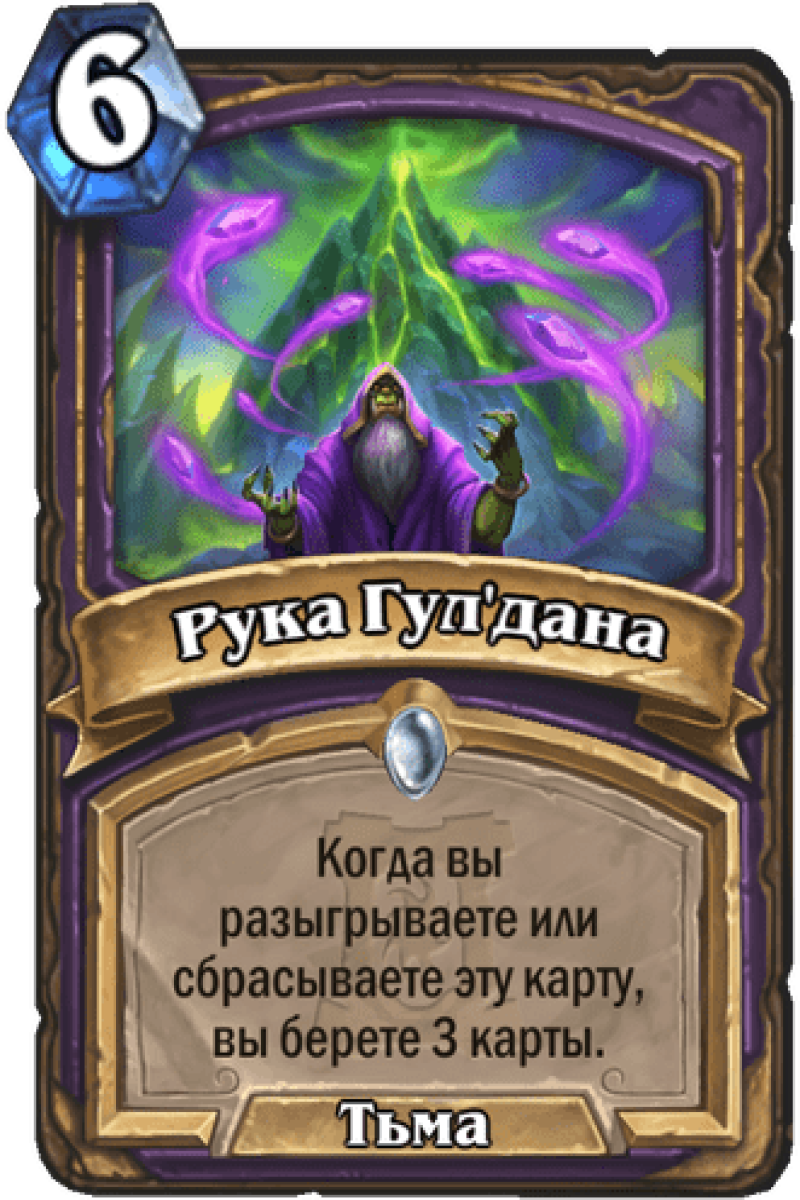 6
Рука Гул'дана
Когда вы
разыгрываете или
сбрасываете эту карту,
вы берете 3 карты.
Тьма